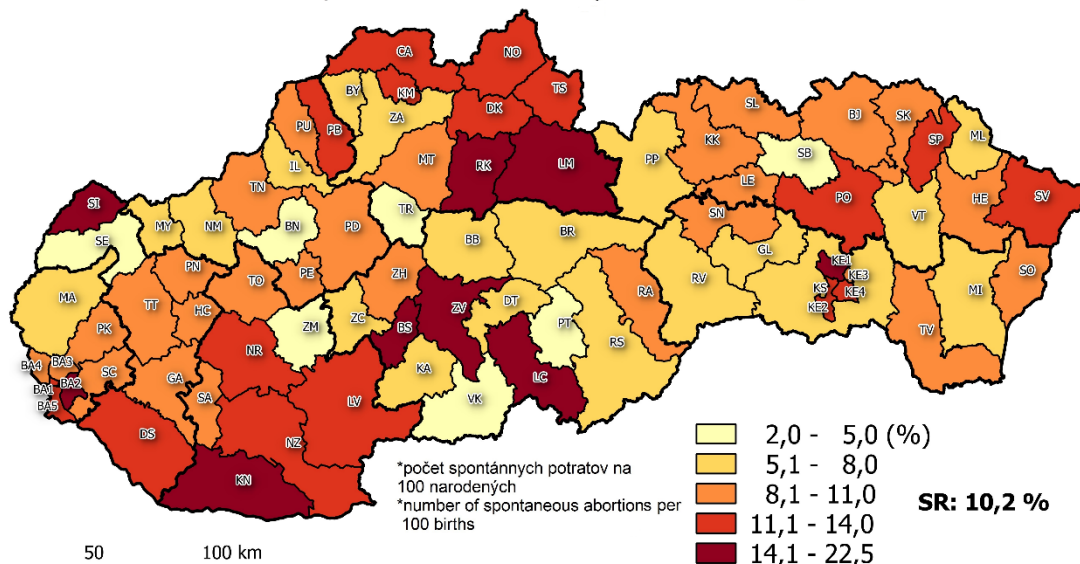 CA
NO
BY
KM
TS
ZA
DK
PU
PB
SL
BJ
SK
SP
ML
KK
MT
RK
LM
PP
SB
IL
LE
PO
HE
SV
TN
SI
TR
SN
VT
MY
NM
BN
PD
BB
BR
GL
SE
KE1
KE3
SO
PN
PE
ZH
RV
KS
KE4
MI
TO
KE2
MA
TT
HC
ZV
DT
RA
TV
PK
ZM
ZC
BS
PT
RS
NR
BA4
BA3
SC
GA
KA
LC
BA1
BA2
SA
LV
VK
BA5
DS
NZ
KN
*počet spontánnych potratov na
100 narodených
*number of spontaneous abortions per
100 births
2,0 - 5,0 (%)
5,1 - 8,0
8,1 - 11,0
11,1 - 14,0
14,1 - 22,5
SR: 10,2 %
50 100 km